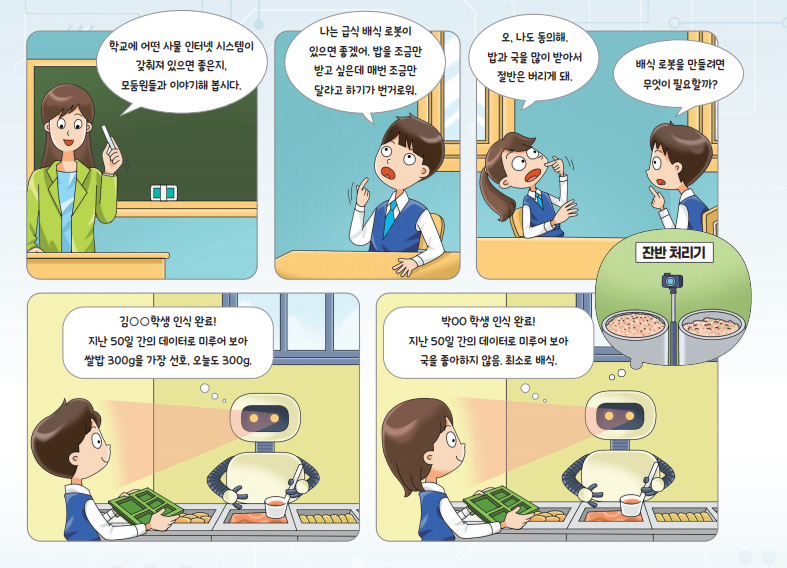 학교에 어떤 사물 인터넷 시스템이
갖춰져 있으면 좋은지,
모둠원들과 이야기해 봅시다.
나는 급식 배식 로봇이
있으면 좋겠어. 밥을 조금만
받고 싶은데 매번 조금만
달라고 하기가 번거로워.
오, 나도 동의해.
밥과 국을 많이 받아서
절반은 버리게 돼.
배식 로봇을 만들려면
무엇이 필요할까?
잔반 처리기
김○○학생 인식 완료!
지난 50일 간의 데이터로 미루어 보아
쌀밥 300g을 가장 선호, 오늘도 300g.
박OO 학생 인식 완료!
지난 50일 간의 데이터로 미루어 보아
국을 좋아하지 않음. 최소로 배식.